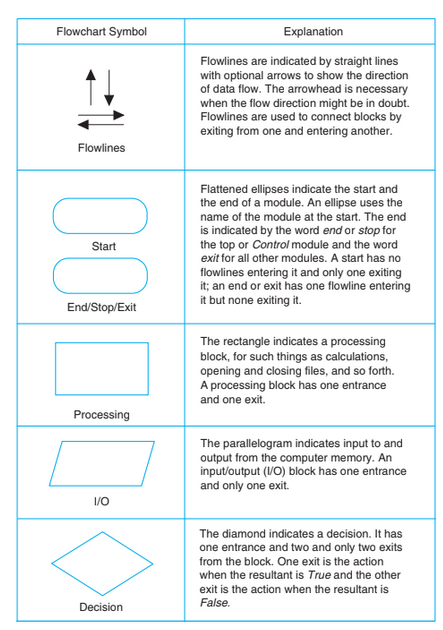 Flowchart Symbol
Explanation
Flowlines
Flowlines are indicated by straight lines
with optional arrows to show the direction
of data flow. The arrowhead is necessary
when the flow direction might be in doubt.
Flowlines are used to connect blocks by
exiting from one and entering another.
Start
End/Stop/Exit
Flattened ellipses indicate the start and
the end of a module. An ellipse uses the
name of the module at the start. The end
is indicated by the word end or stop for
the top or Control module and the word
exit for all other modules. A start has no
flowlines entering it and only one exiting
it; an end or exit has one flowline entering
it but none exiting it.
Processing
The rectangle indicates a processing
block, for such things as calculations,
opening and closing files, and so forth.
A processing block has one entrance
and one exit.
I/O
The parallelogram indicates input to and
output from the computer memory. An
input/output (I/O) block has one entrance
and only one exit.
Decision
The diamond indicates a decision. It has
one entrance and two and only two exits
from the block. One exit is the action
when the resultant is True and the other
exit is the action when the resultant is
False.